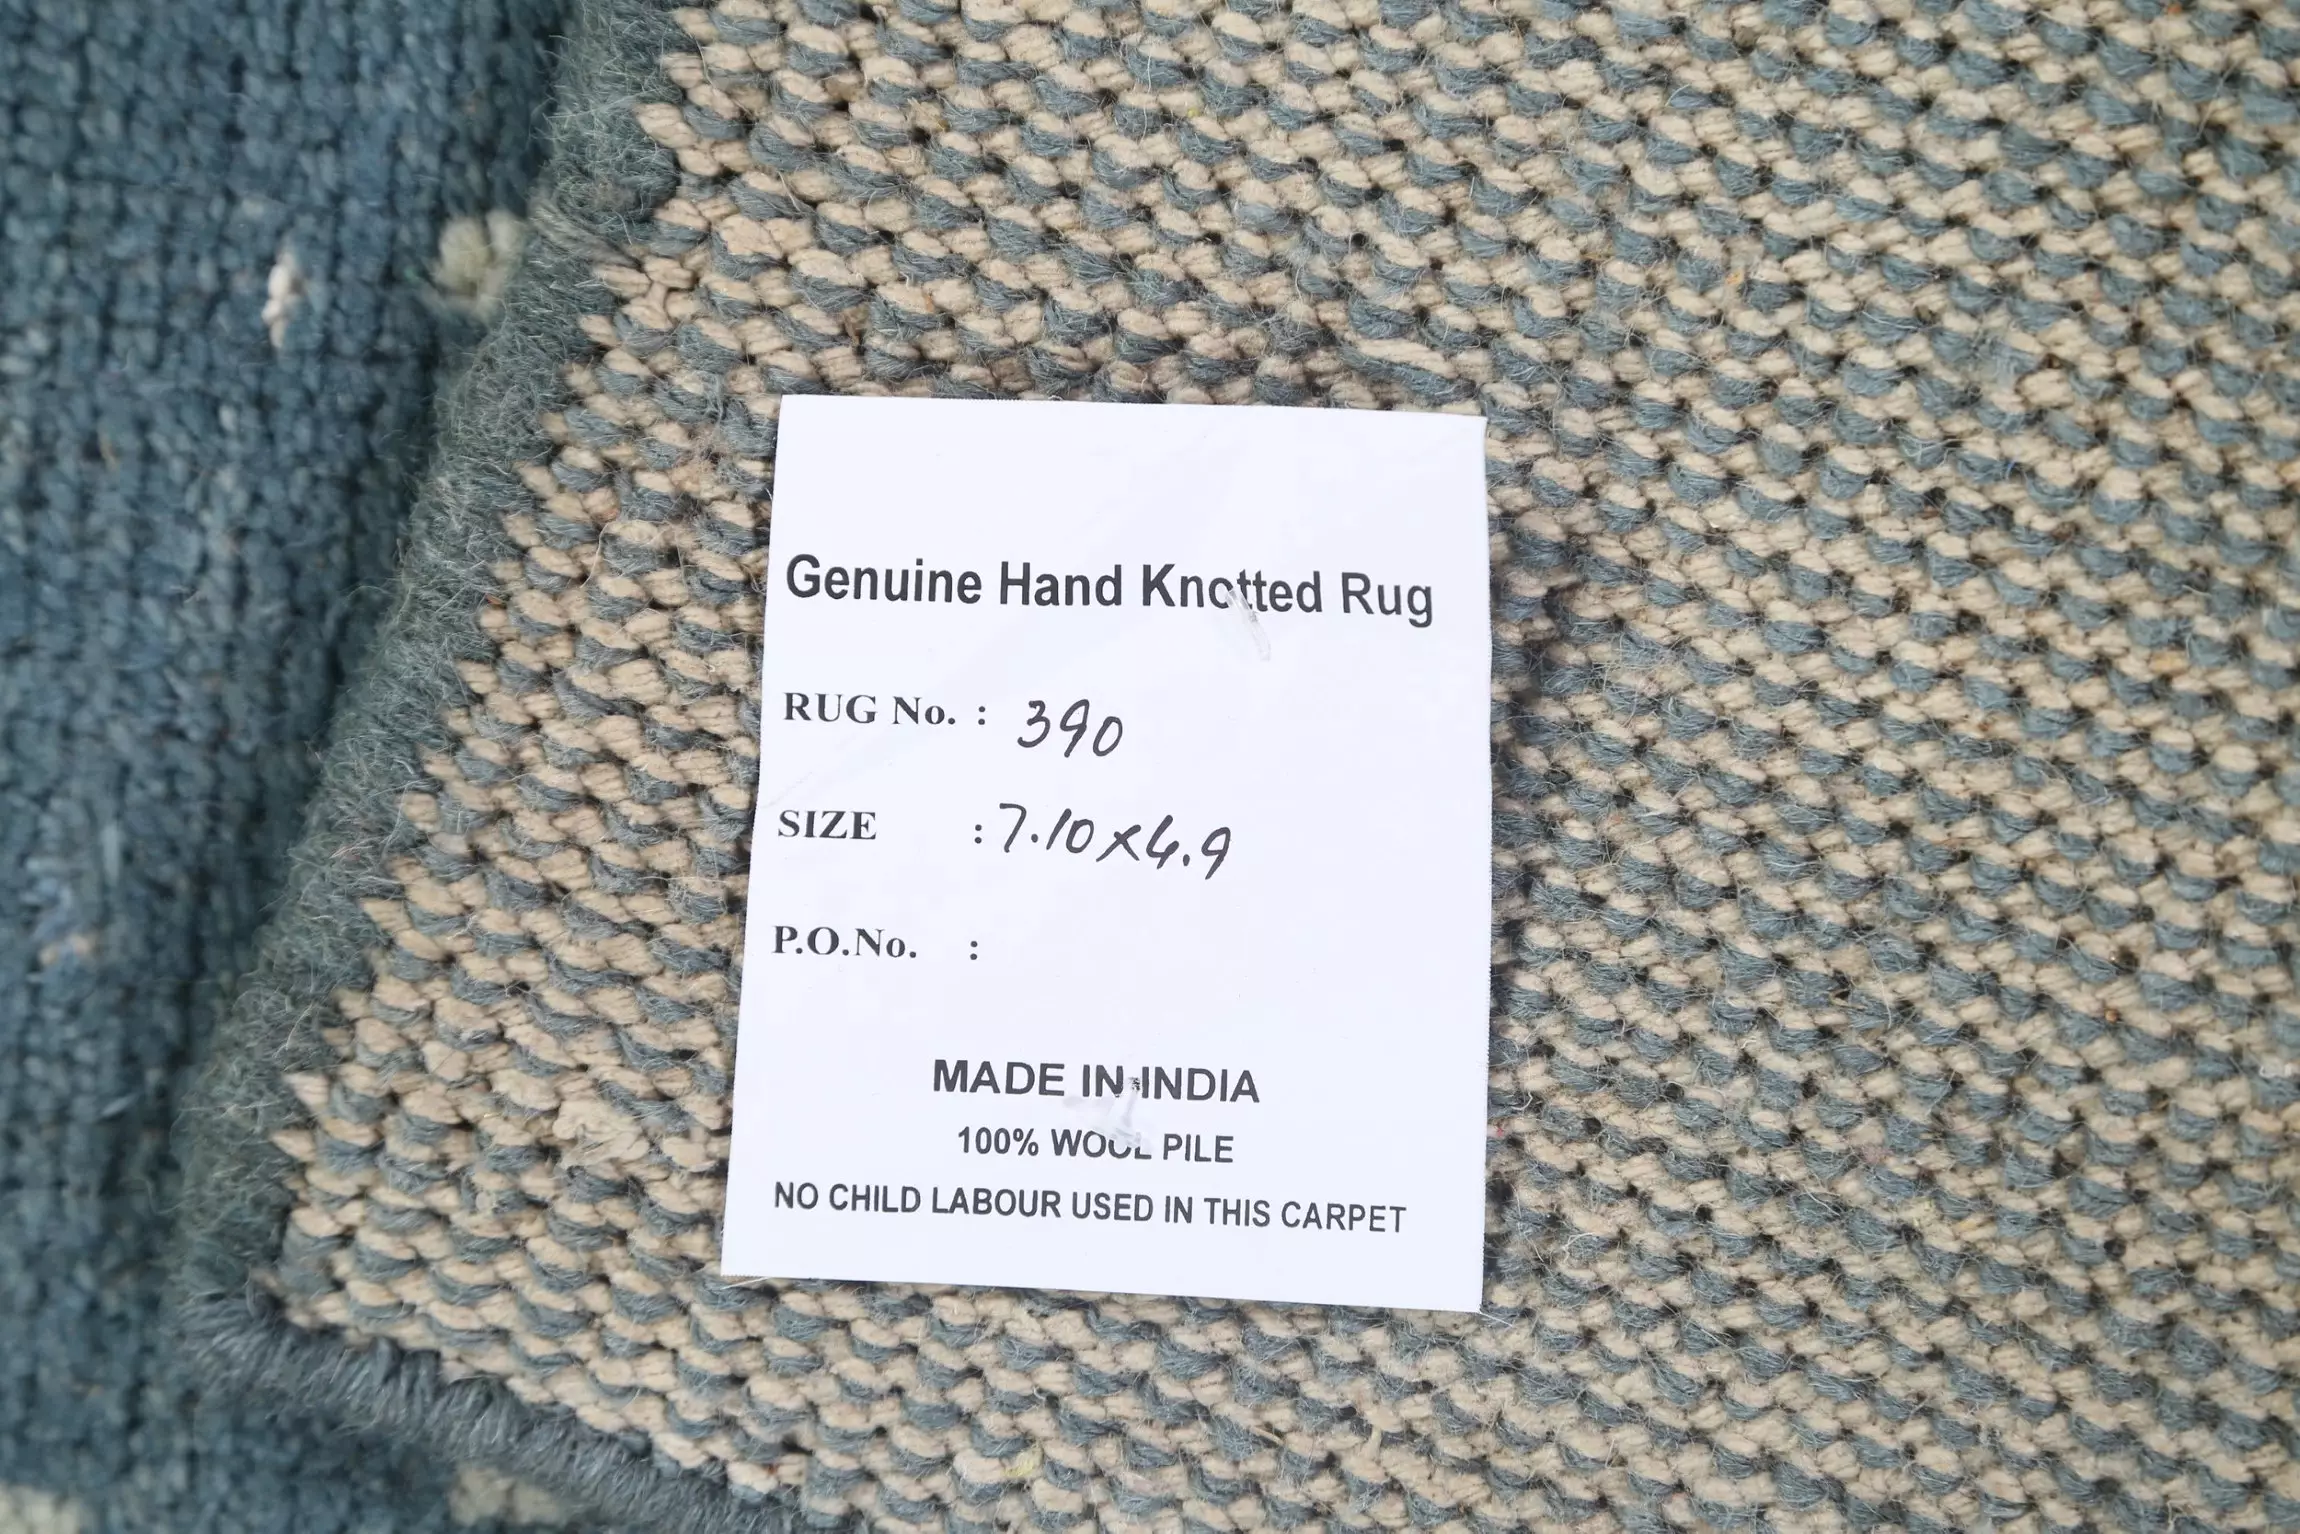 Genuine Hand Knotted Rug
RUG No. : 390
SIZE : 7.10x4.9
P.O.No. :
MADE IN INDIA
100% WOOL PILE
NO CHILD LABOUR USED IN THIS CARPET